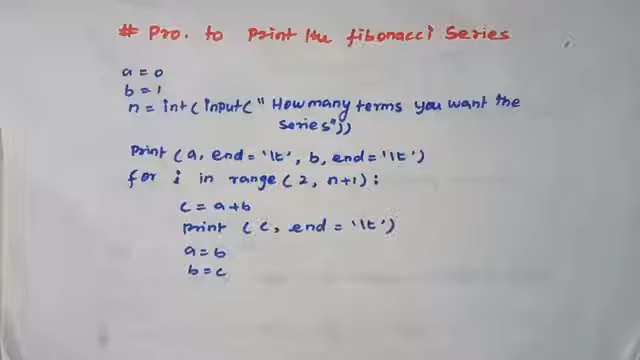 # Pro. to Print the fibonacci Series
a = 0
b = 1
n = int(input("How many terms you want the
series"))
Print (a, end = '\t', b, end = '\t')
for i in range (2, n+1):
c = a+b
Print (c, end = '\t')
a = b
b = c